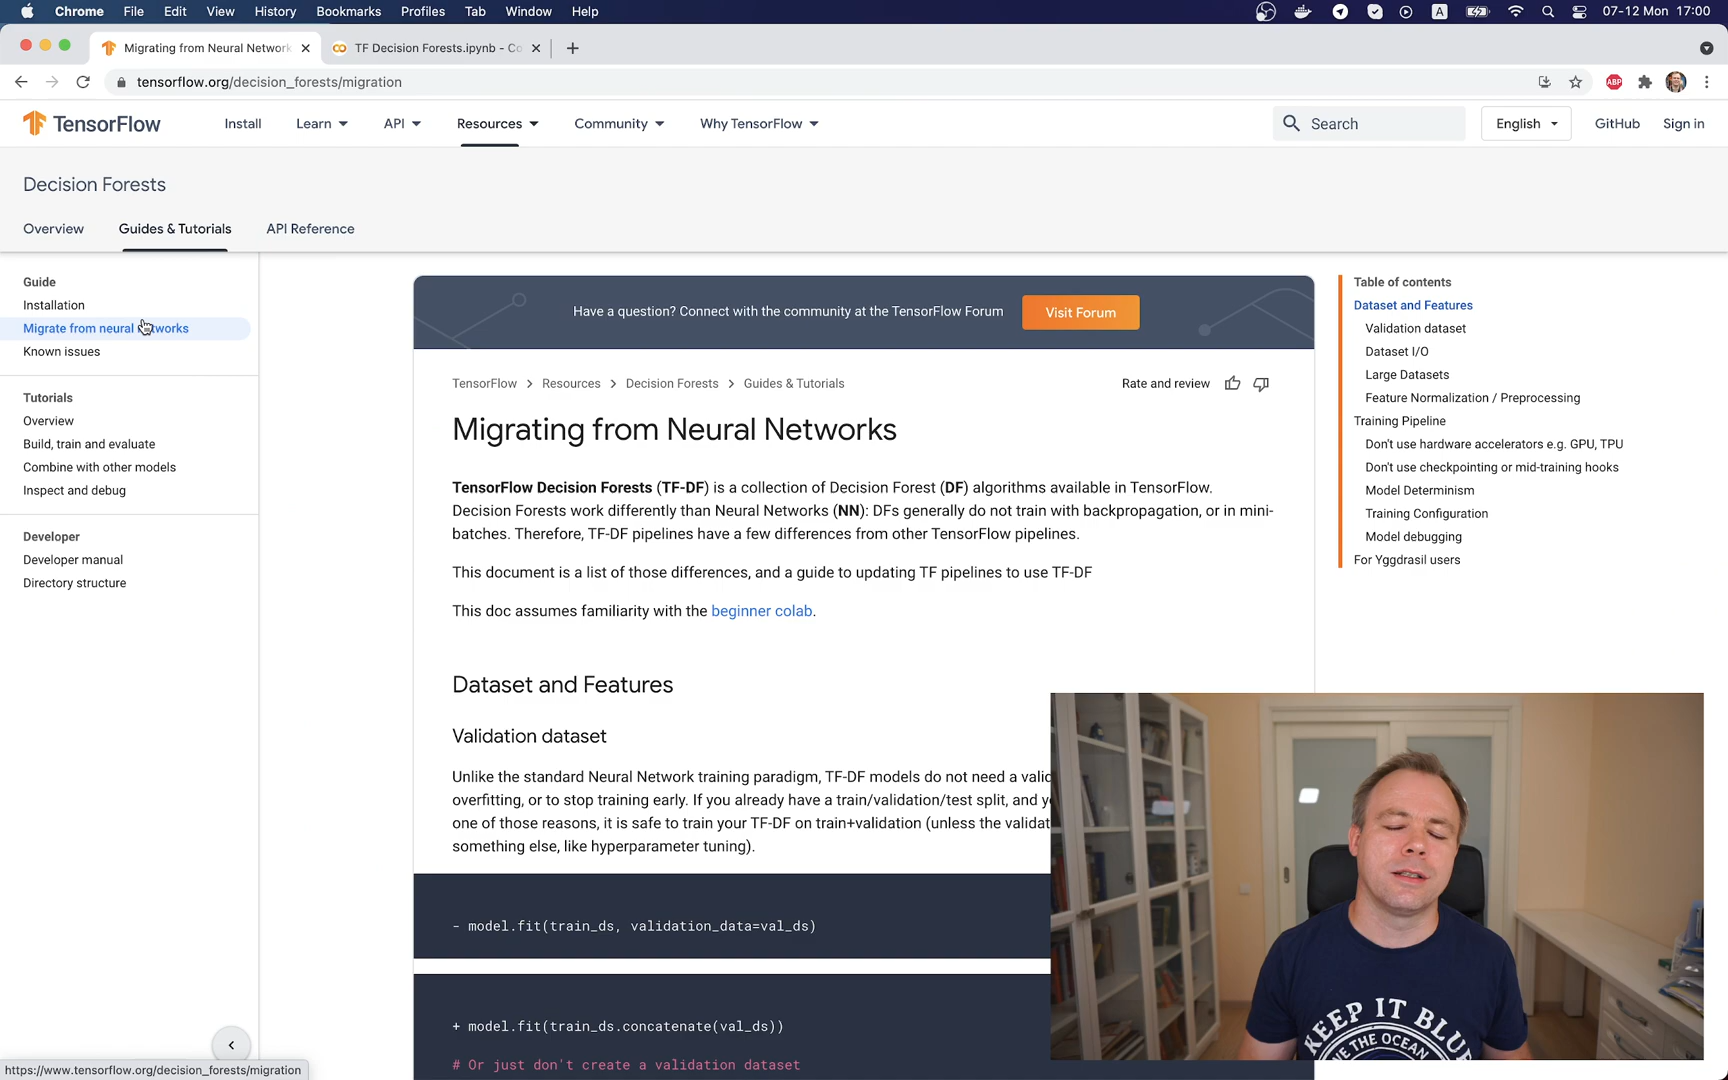 Chrome File Edit View History Bookmarks Profiles Tab Window Help
A
07-12 Mon 17:00
Migrating from Neural Network
TF Decision Forests.ipynb - Co
tensorflow.org/decision_forests/migration
ABP
TensorFlow
Install Learn API Resources Community Why TensorFlow
Search
English
GitHub
Sign in
Decision Forests
Overview Guides & Tutorials API Reference
Guide
Installation
Migrate from neural networks
Known issues
Tutorials
Overview
Build, train and evaluate
Combine with other models
Inspect and debug
Developer
Developer manual
Directory structure
Have a question? Connect with the community at the TensorFlow Forum
Visit Forum
TensorFlow > Resources > Decision Forests > Guides & Tutorials
Rate and review
Migrating from Neural Networks
TensorFlow Decision Forests (TF-DF) is a collection of Decision Forest (DF) algorithms available in TensorFlow.
Decision Forests work differently than Neural Networks (NN): DFs generally do not train with backpropagation, or in mini-
batches. Therefore, TF-DF pipelines have a few differences from other TensorFlow pipelines.
This document is a list of those differences, and a guide to updating TF pipelines to use TF-DF
This doc assumes familiarity with the beginner colab.
Dataset and Features
Validation dataset
Unlike the standard Neural Network training paradigm, TF-DF models do not need a valid
overfitting, or to stop training early. If you already have a train/validation/test split, and y
one of those reasons, it is safe to train your TF-DF on train+validation (unless the validat
something else, like hyperparameter tuning).
- model.fit(train_ds, validation_data=val_ds)
+ model.fit(train_ds.concatenate(val_ds))
# Or just don't create a validation dataset
Table of contents
Dataset and Features
Validation dataset
Dataset I/O
Large Datasets
Feature Normalization / Preprocessing
Training Pipeline
Don't use hardware accelerators e.g. GPU, TPU
Don't use checkpointing or mid-training hooks
Model Determinism
Training Configuration
Model debugging
For Yggdrasil users
KEEP IT BLUE
THE OCEAN
https://www.tensorflow.org/decision_forests/migration